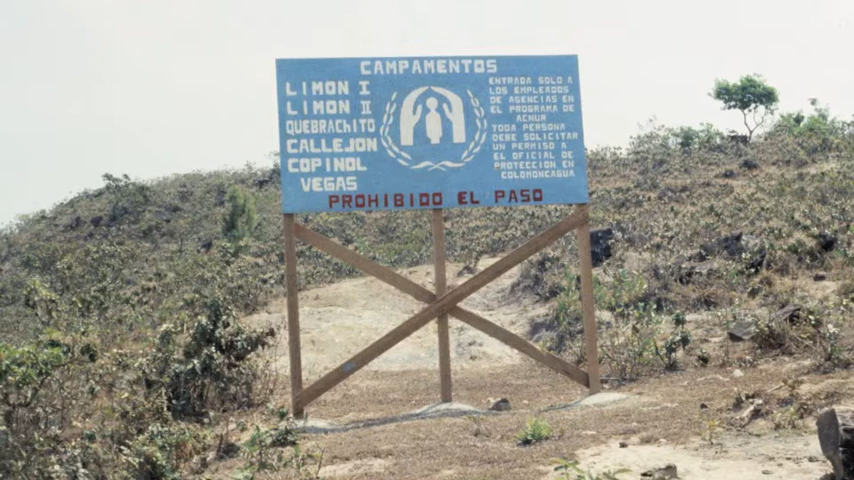 CAMPAMENTOS
LIMON I
LIMON II
QUEBRACHITO
CALLEJON
COPINOL
VEGAS
ENTRADA SOLO A
LOS EMPLEADOS
DE AGENCIAS EN
EL PROGRAMA DE
ACNUR
TODA PERSONA
DEBE SOLICITAR
UN PERMISO A
EL OFICIAL DE
PROTECCION EN
COLOMONCAGUA
PROHIBIDO EL PASO